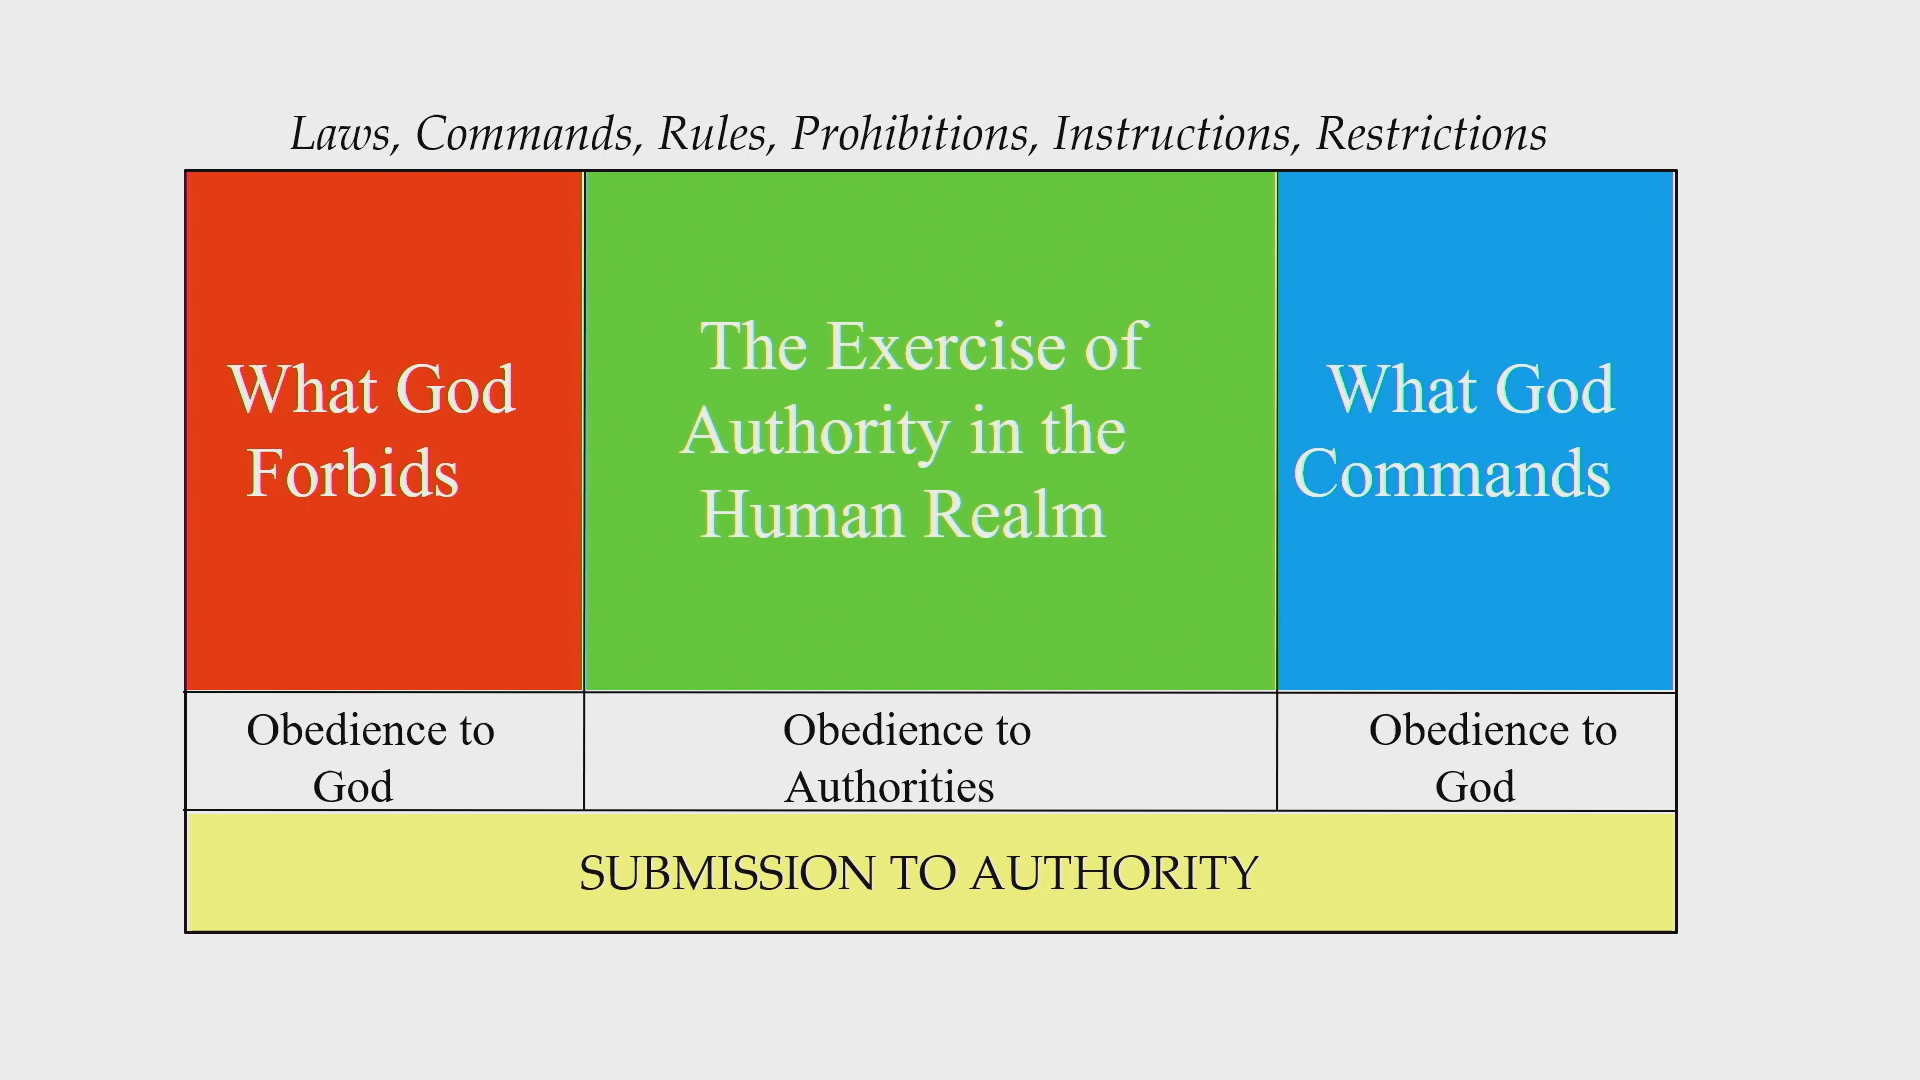 Laws, Commands, Rules, Prohibitions, Instructions, Restrictions
What God
Forbids
The Exercise of
Authority in the
Human Realm
What God
Commands
Obedience to
God
Obedience to
Authorities
Obedience to
God
SUBMISSION TO AUTHORITY